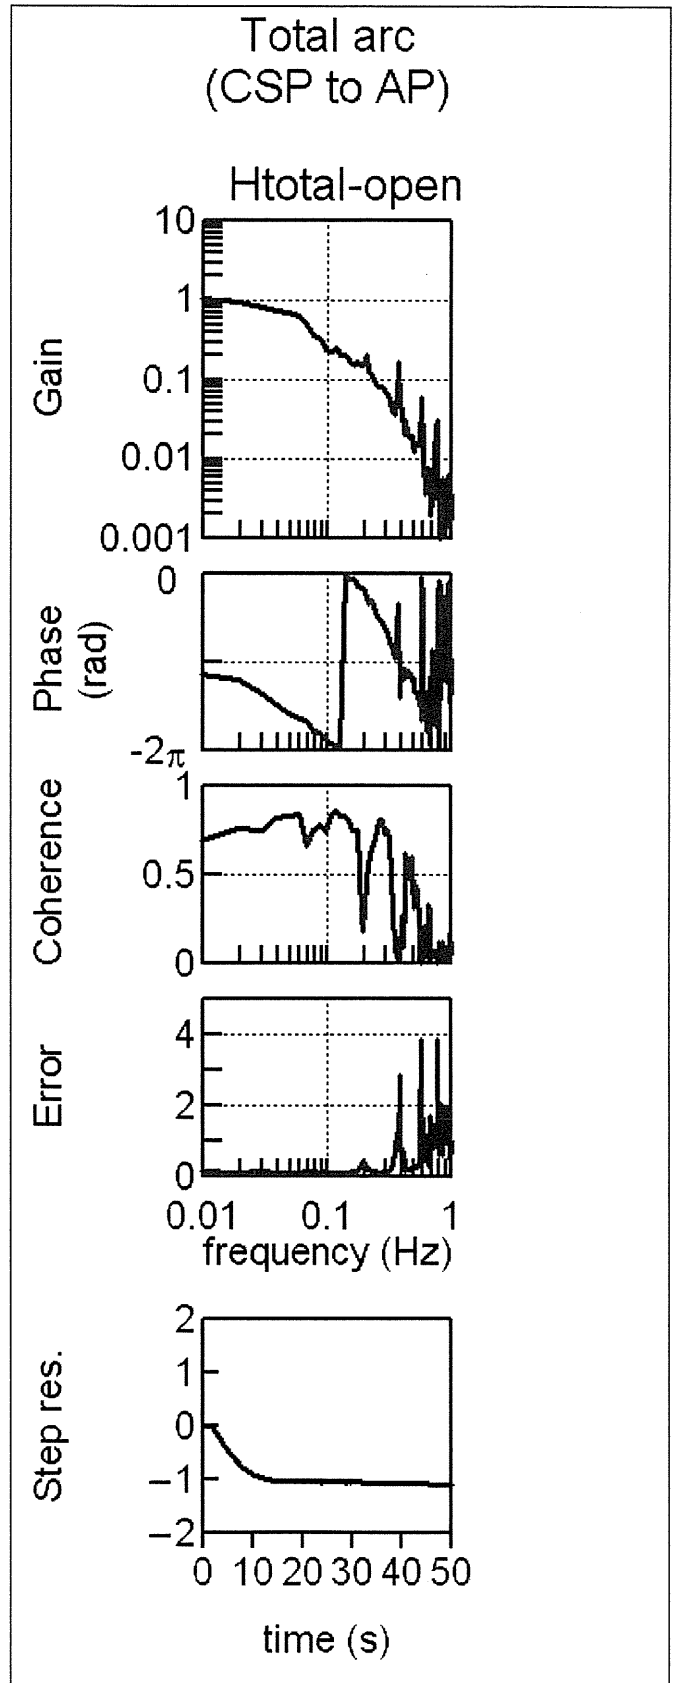 Total arc
(CSP to AP)
Htotal-open
10
1
0.1
0.01
0.001
Gain
0
-2π
Phase
(rad)
1
0.5
0
Coherence
4
2
0
Error
0.01 0.1 1
frequency (Hz)
2
1
0
−1
−2
Step res.
0 10 20 30 40 50
time (s)